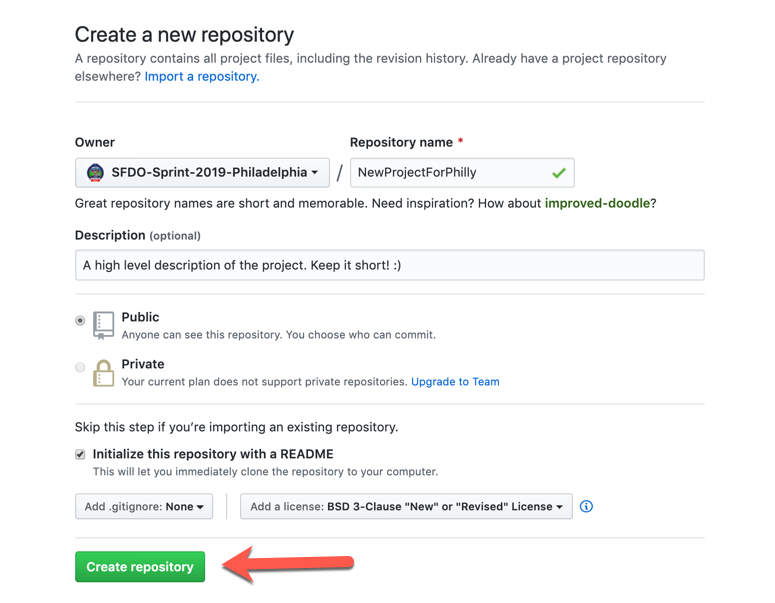 Create a new repository
A repository contains all project files, including the revision history. Already have a project repository
elsewhere? Import a repository.
Owner
Repository name *
SFDO-Sprint-2019-Philadelphia / NewProjectForPhilly
Great repository names are short and memorable. Need inspiration? How about improved-doodle?
Description (optional)
A high level description of the project. Keep it short! :)
Public
Anyone can see this repository. You choose who can commit.
Private
Your current plan does not support private repositories. Upgrade to Team
Skip this step if you’re importing an existing repository.
Initialize this repository with a README
This will let you immediately clone the repository to your computer.
Add .gitignore: None
Add a license: BSD 3-Clause "New" or "Revised" License
Create repository